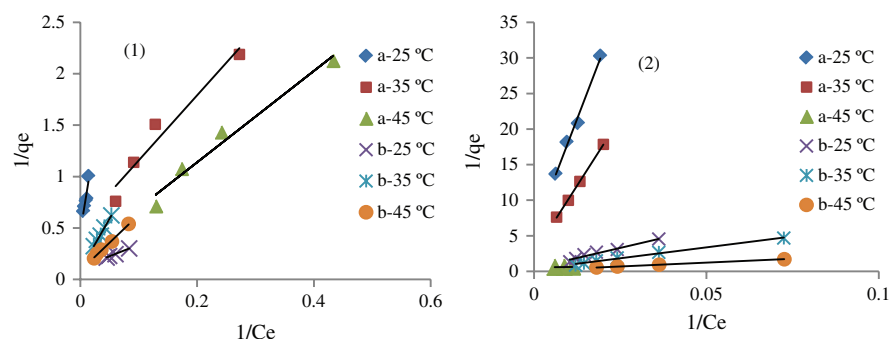 (1)
2.5
2
1.5
1
0.5
0
0
0.2
0.4
0.6
1/qe
1/Ce
a-25 ºC
a-35 ºC
a-45 ºC
b-25 ºC
b-35 ºC
b-45 ºC
(2)
35
30
25
20
15
10
5
0
0
0.05
0.1
1/qe
1/Ce
a-25 ºC
a-35 ºC
a-45 ºC
b-25 ºC
b-35 ºC
b-45 ºC